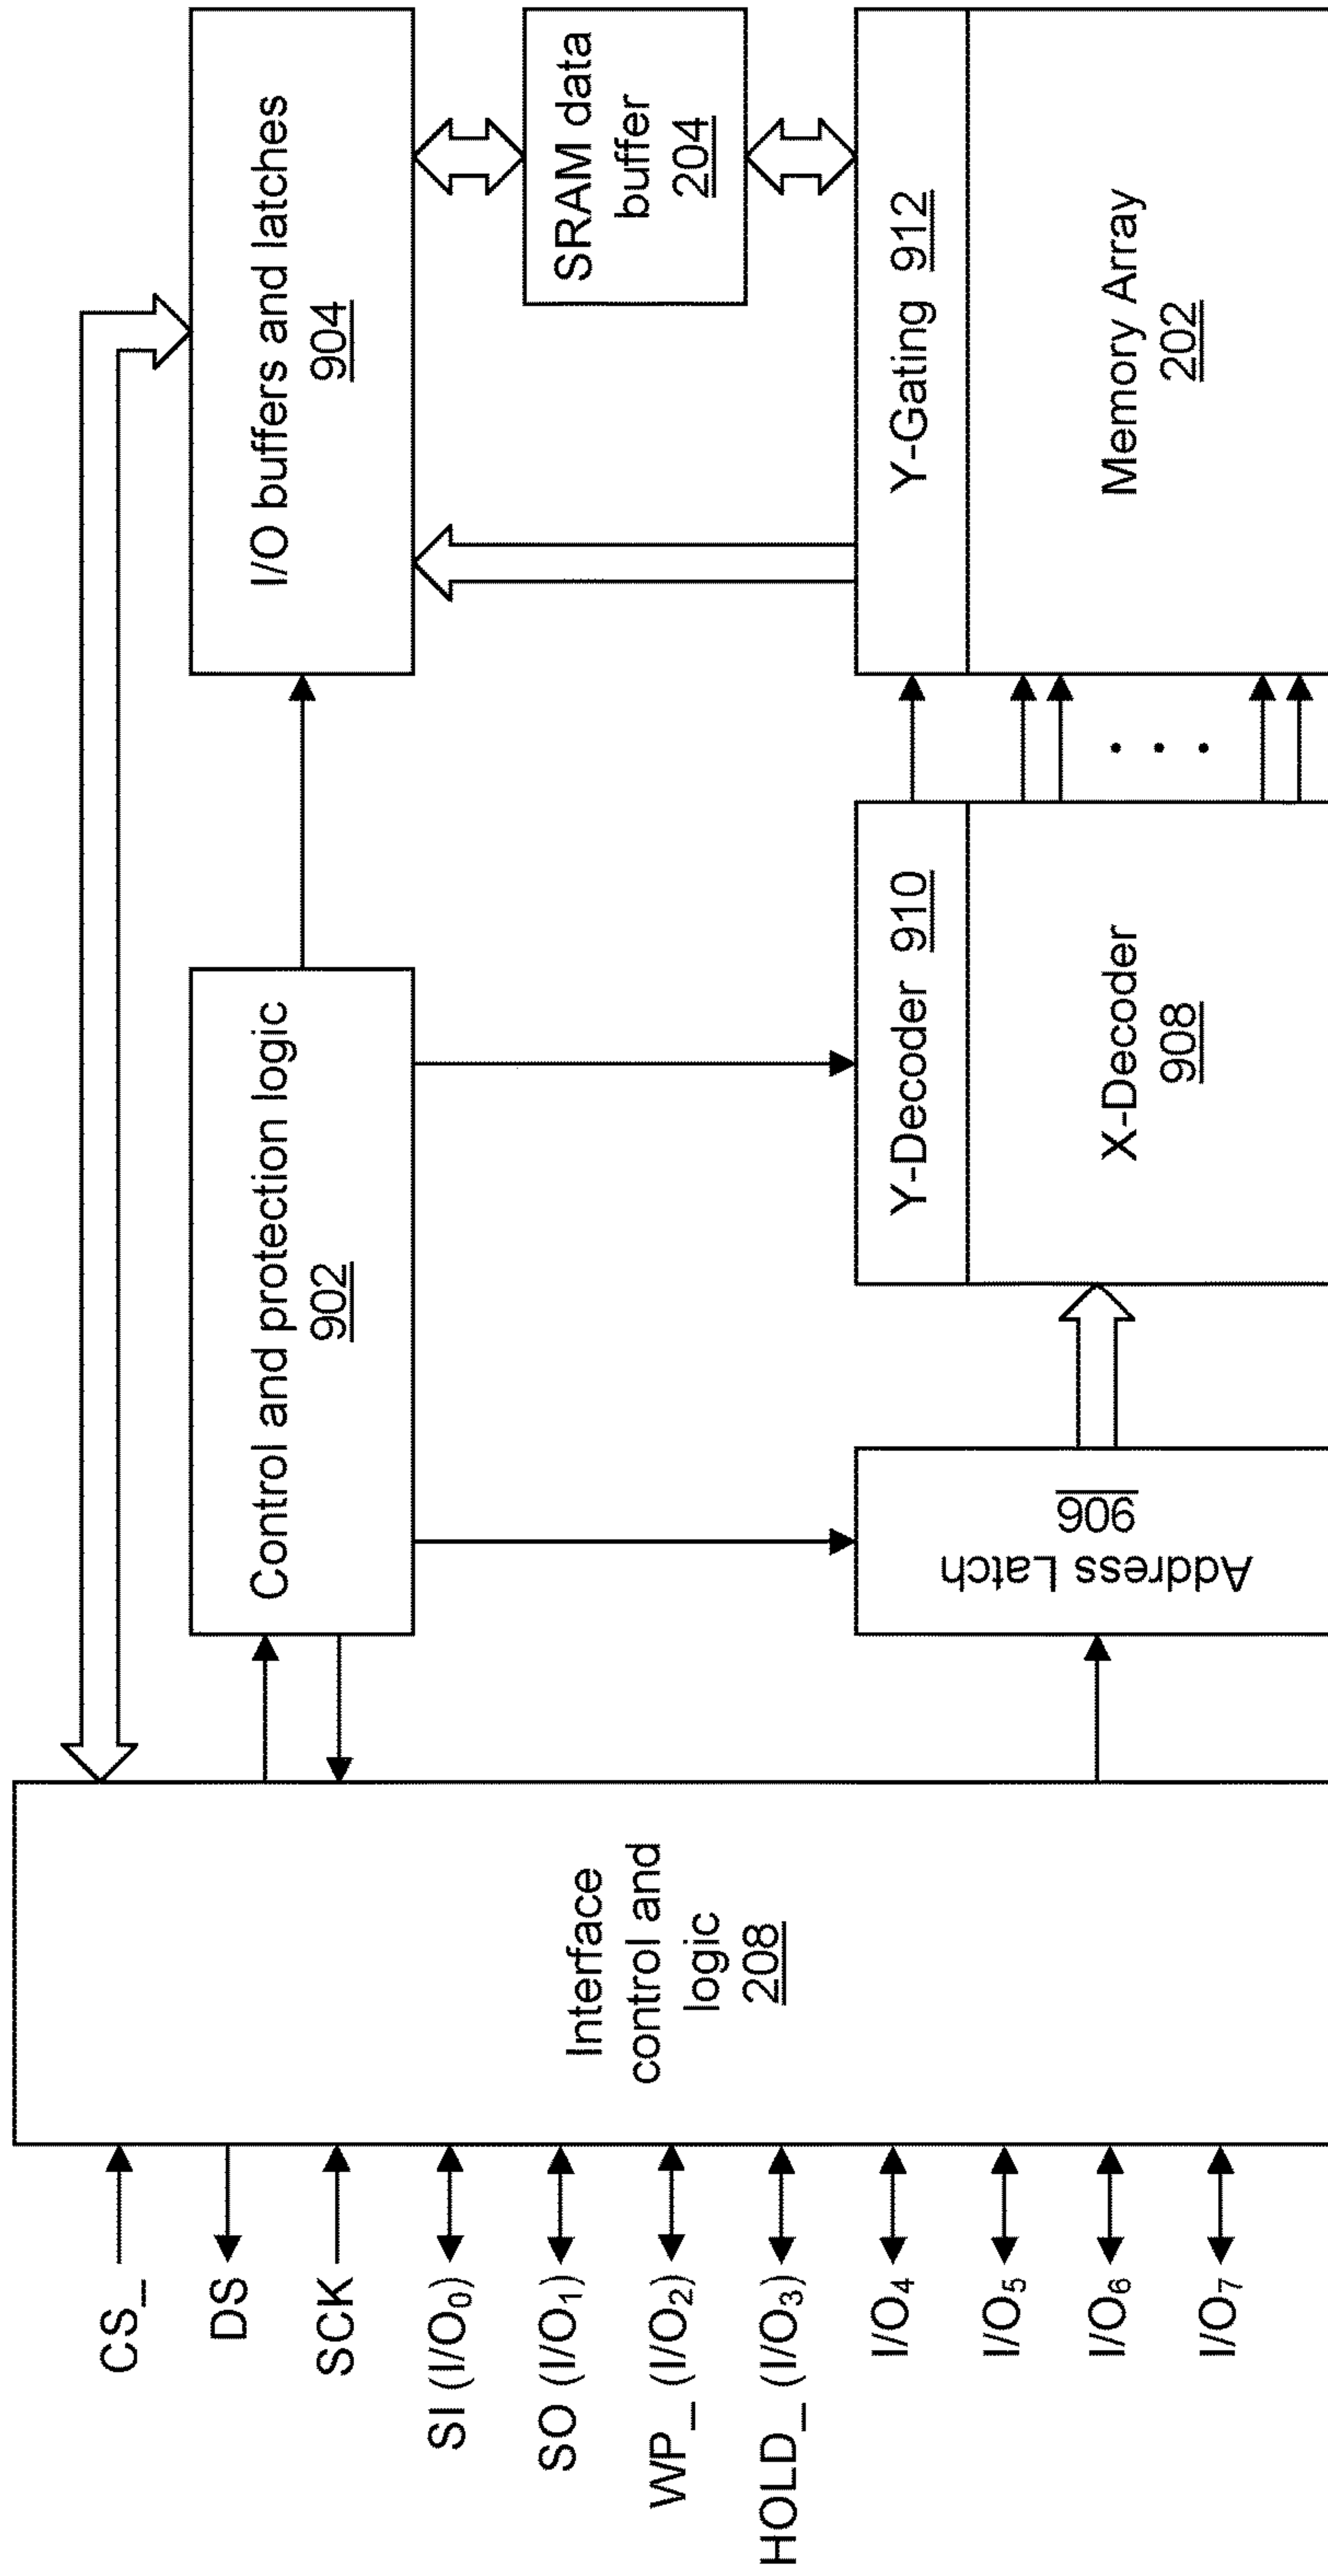 CS_
DS
SCK
SI (I/O₀)
SO (I/O₁)
WP_ (I/O₂)
HOLD_ (I/O₃)
I/O₄
I/O₅
I/O₆
I/O₇
Interface
control and
logic
208
Control and protection logic
902
I/O buffers and latches
904
SRAM data
buffer
204
Address Latch
906
Y-Decoder 910
X-Decoder
908
. . .
Y-Gating 912
Memory Array
202